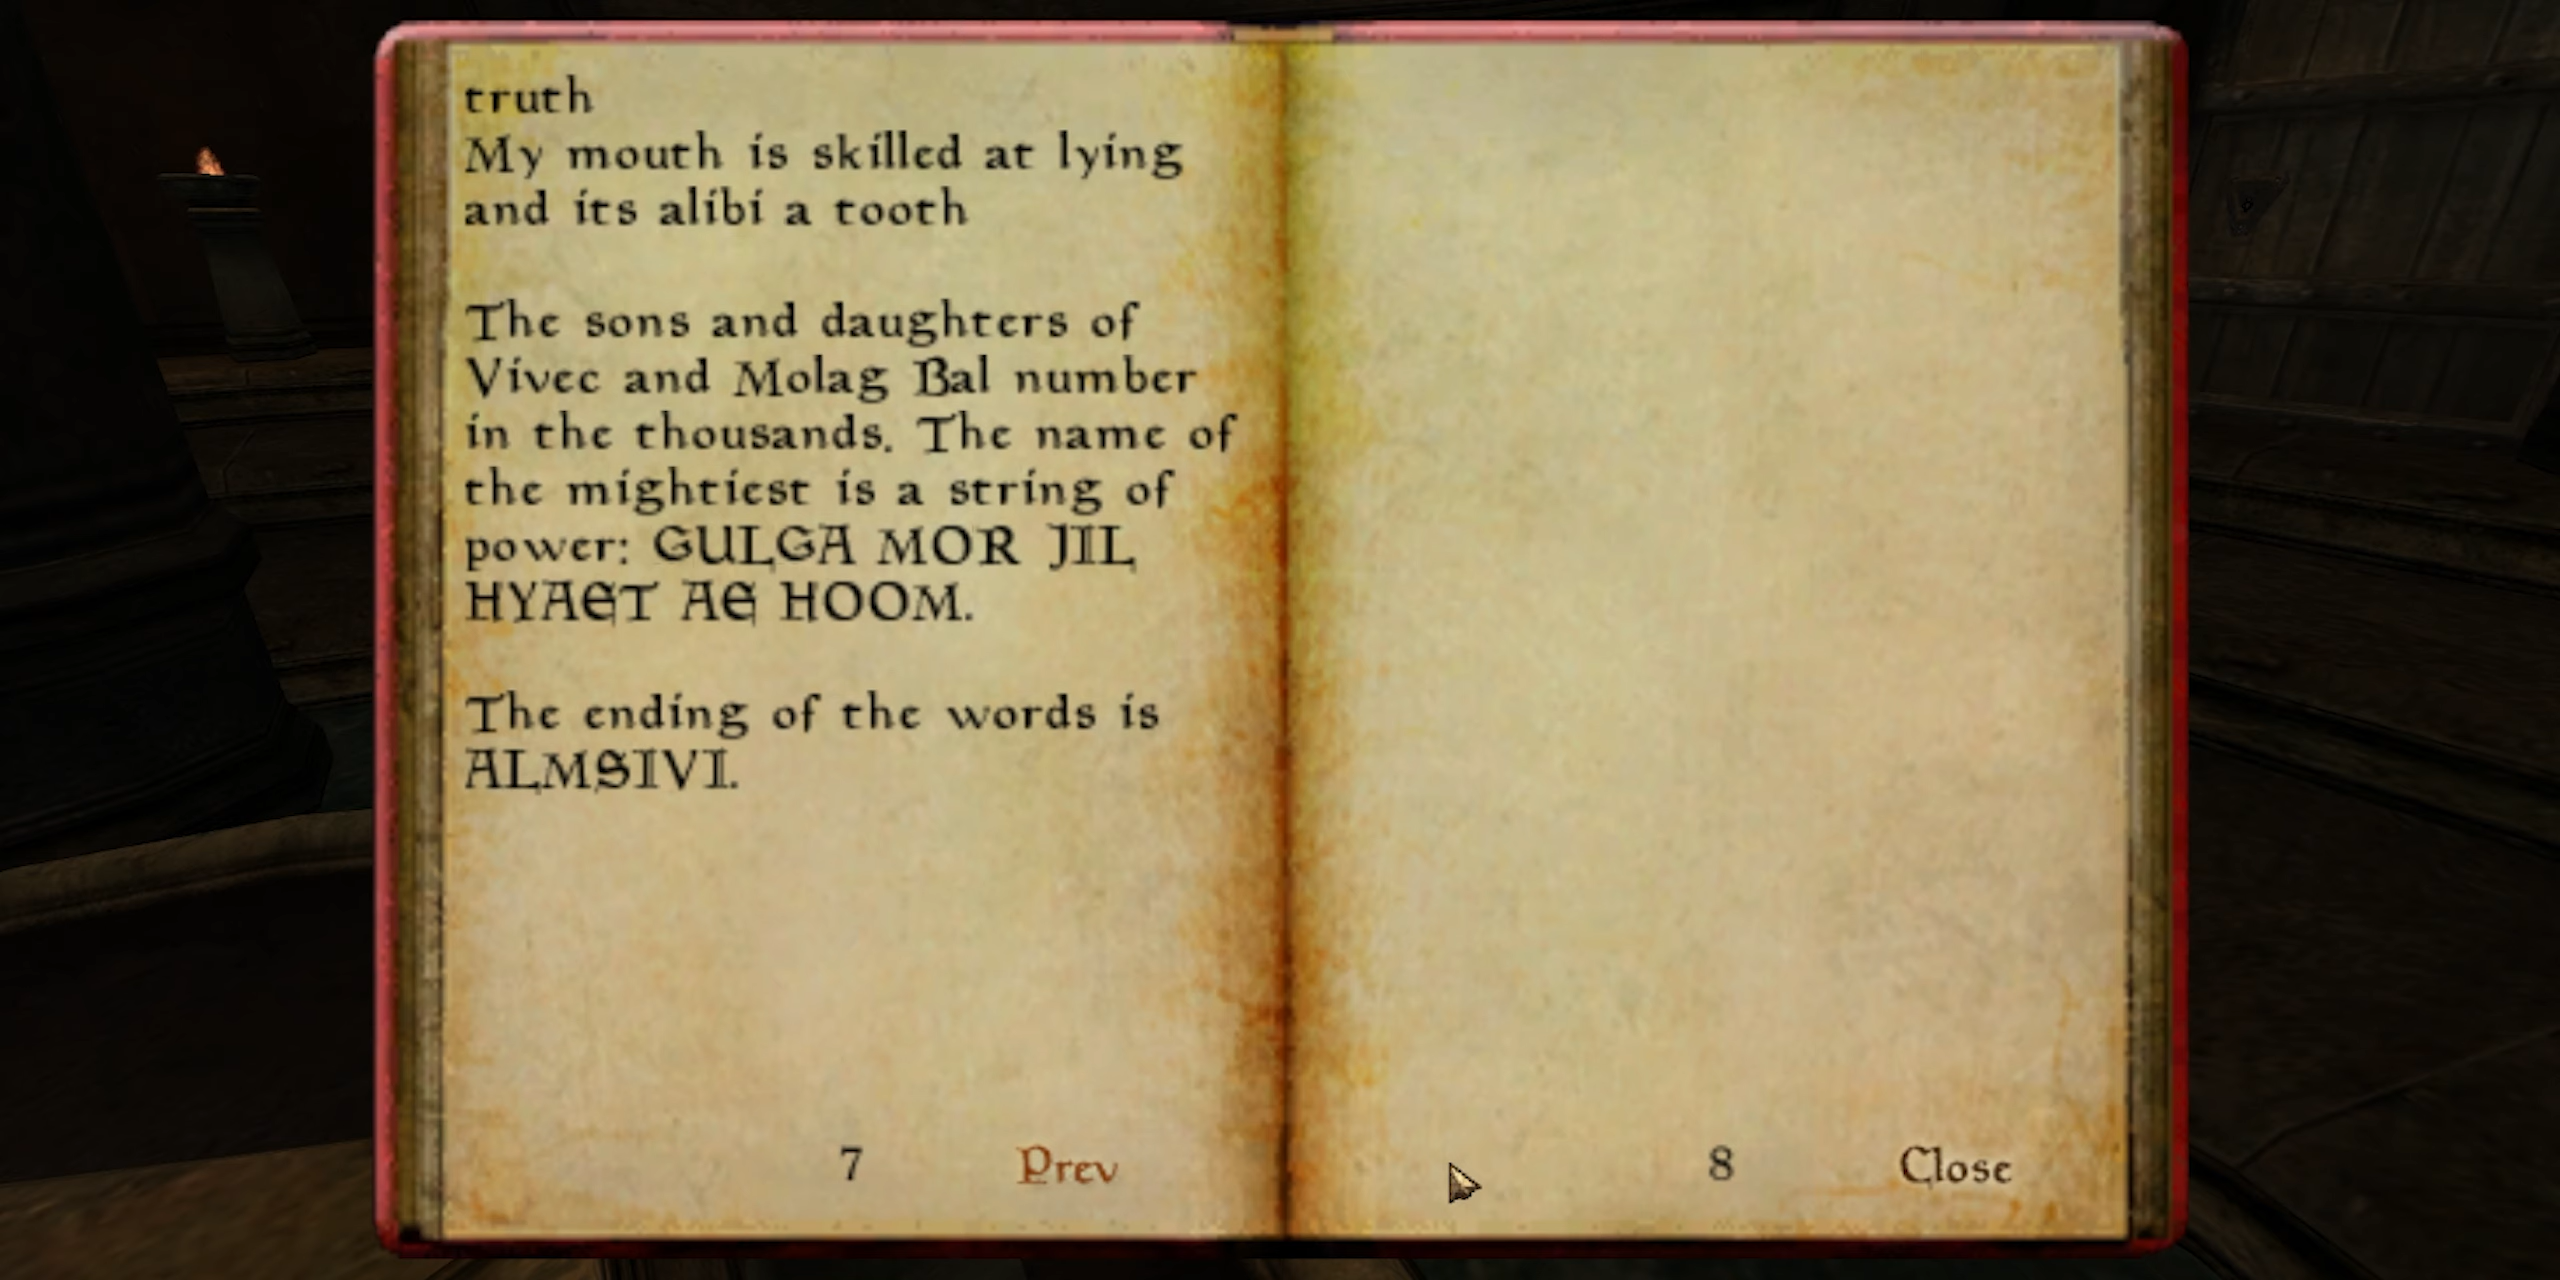 truth
My mouth is skilled at lying
and its alibi a tooth
The sons and daughters of
Vivec and Molag Bal number
in the thousands. The name of
the mightiest is a string of
power: GULGA MOR JIL
HYAET AE HOOM.
The ending of the words is
ALMSIVI.
7 Prev
8 Close